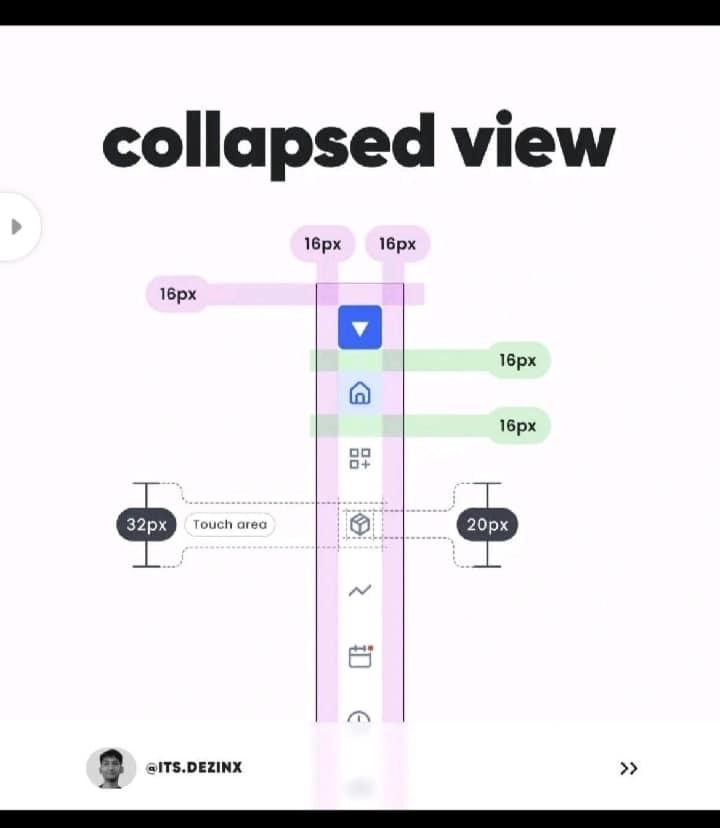 collapsed view
16px 16px
16px
16px
16px
32px Touch area 20px
@ITS.DEZINX